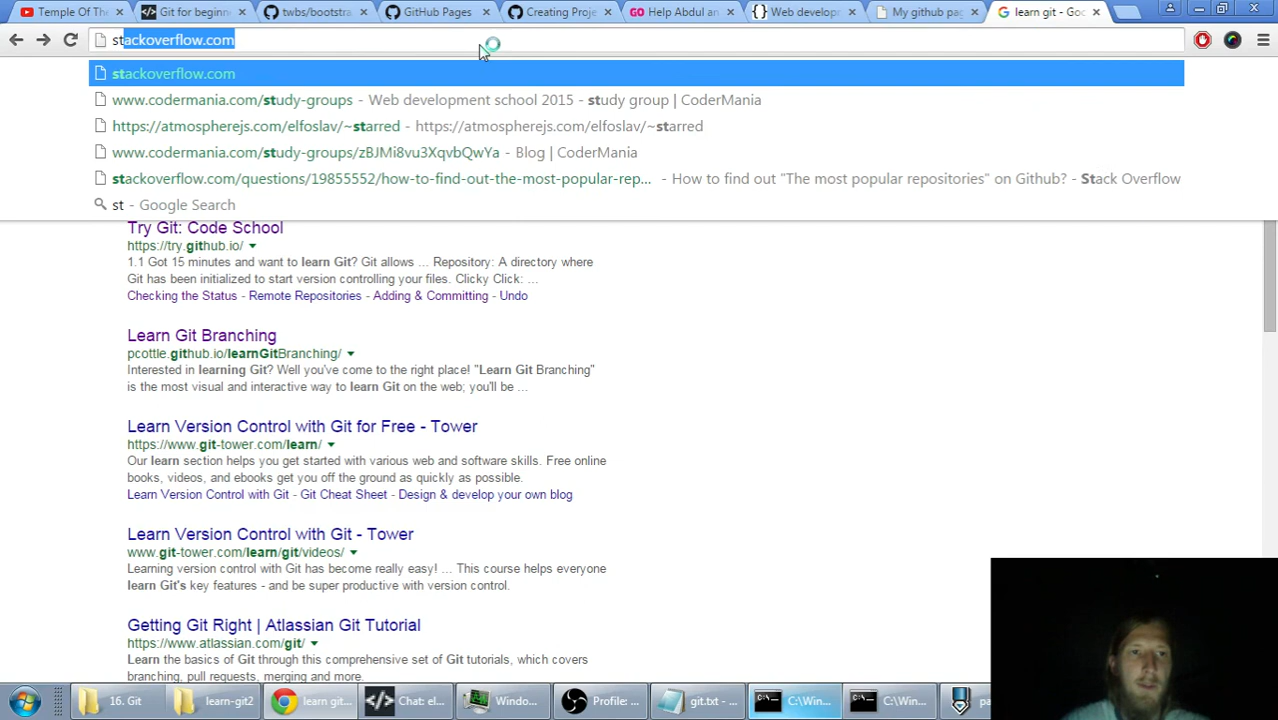 Temple Of The
Git for beginn
twbs/bootstra
GitHub Pages
Creating Proje
Help Abdul an
Web develop
My github pag
learn git - Goo
stackoverflow.com
stackoverflow.com
www.codermania.com/study-groups - Web development school 2015 - study group | CoderMania
https://atmospherejs.com/elfoslav/~starred - https://atmospherejs.com/elfoslav/~starred
www.codermania.com/study-groups/zBJMi8vu3XqvbQwYa - Blog | CoderMania
stackoverflow.com/questions/19855552/how-to-find-out-the-most-popular-rep... - How to find out "The most popular repositories" on Github? - Stack Overflow
st - Google Search
Try Git: Code School
https://try.github.io/
1.1 Got 15 minutes and want to learn Git? Git allows ... Repository: A directory where
Git has been initialized to start version controlling your files. Clicky Click: ...
Checking the Status - Remote Repositories - Adding & Committing - Undo
Learn Git Branching
pcottle.github.io/learnGitBranching/
Interested in learning Git? Well you've come to the right place! "Learn Git Branching"
is the most visual and interactive way to learn Git on the web; you'll be ...
Learn Version Control with Git for Free - Tower
https://www.git-tower.com/learn/
Our learn section helps you get started with various web and software skills. Free online
books, videos, and ebooks get you off the ground as quickly as possible.
Learn Version Control with Git - Git Cheat Sheet - Design & develop your own blog
Learn Version Control with Git - Tower
www.git-tower.com/learn/git/videos/
Learning version control with Git has become really easy! ... This course helps everyone
learn Git's key features - and be super productive with version control.
Getting Git Right | Atlassian Git Tutorial
https://www.atlassian.com/git/
Learn the basics of Git through this comprehensive set of Git tutorials, which covers
branching, pull requests, merging and more.
16. Git
learn-git2
learn git...
Chat: el...
Windo...
Profile: ...
git.txt - ...
C:\Win...
C:\Win...
pa